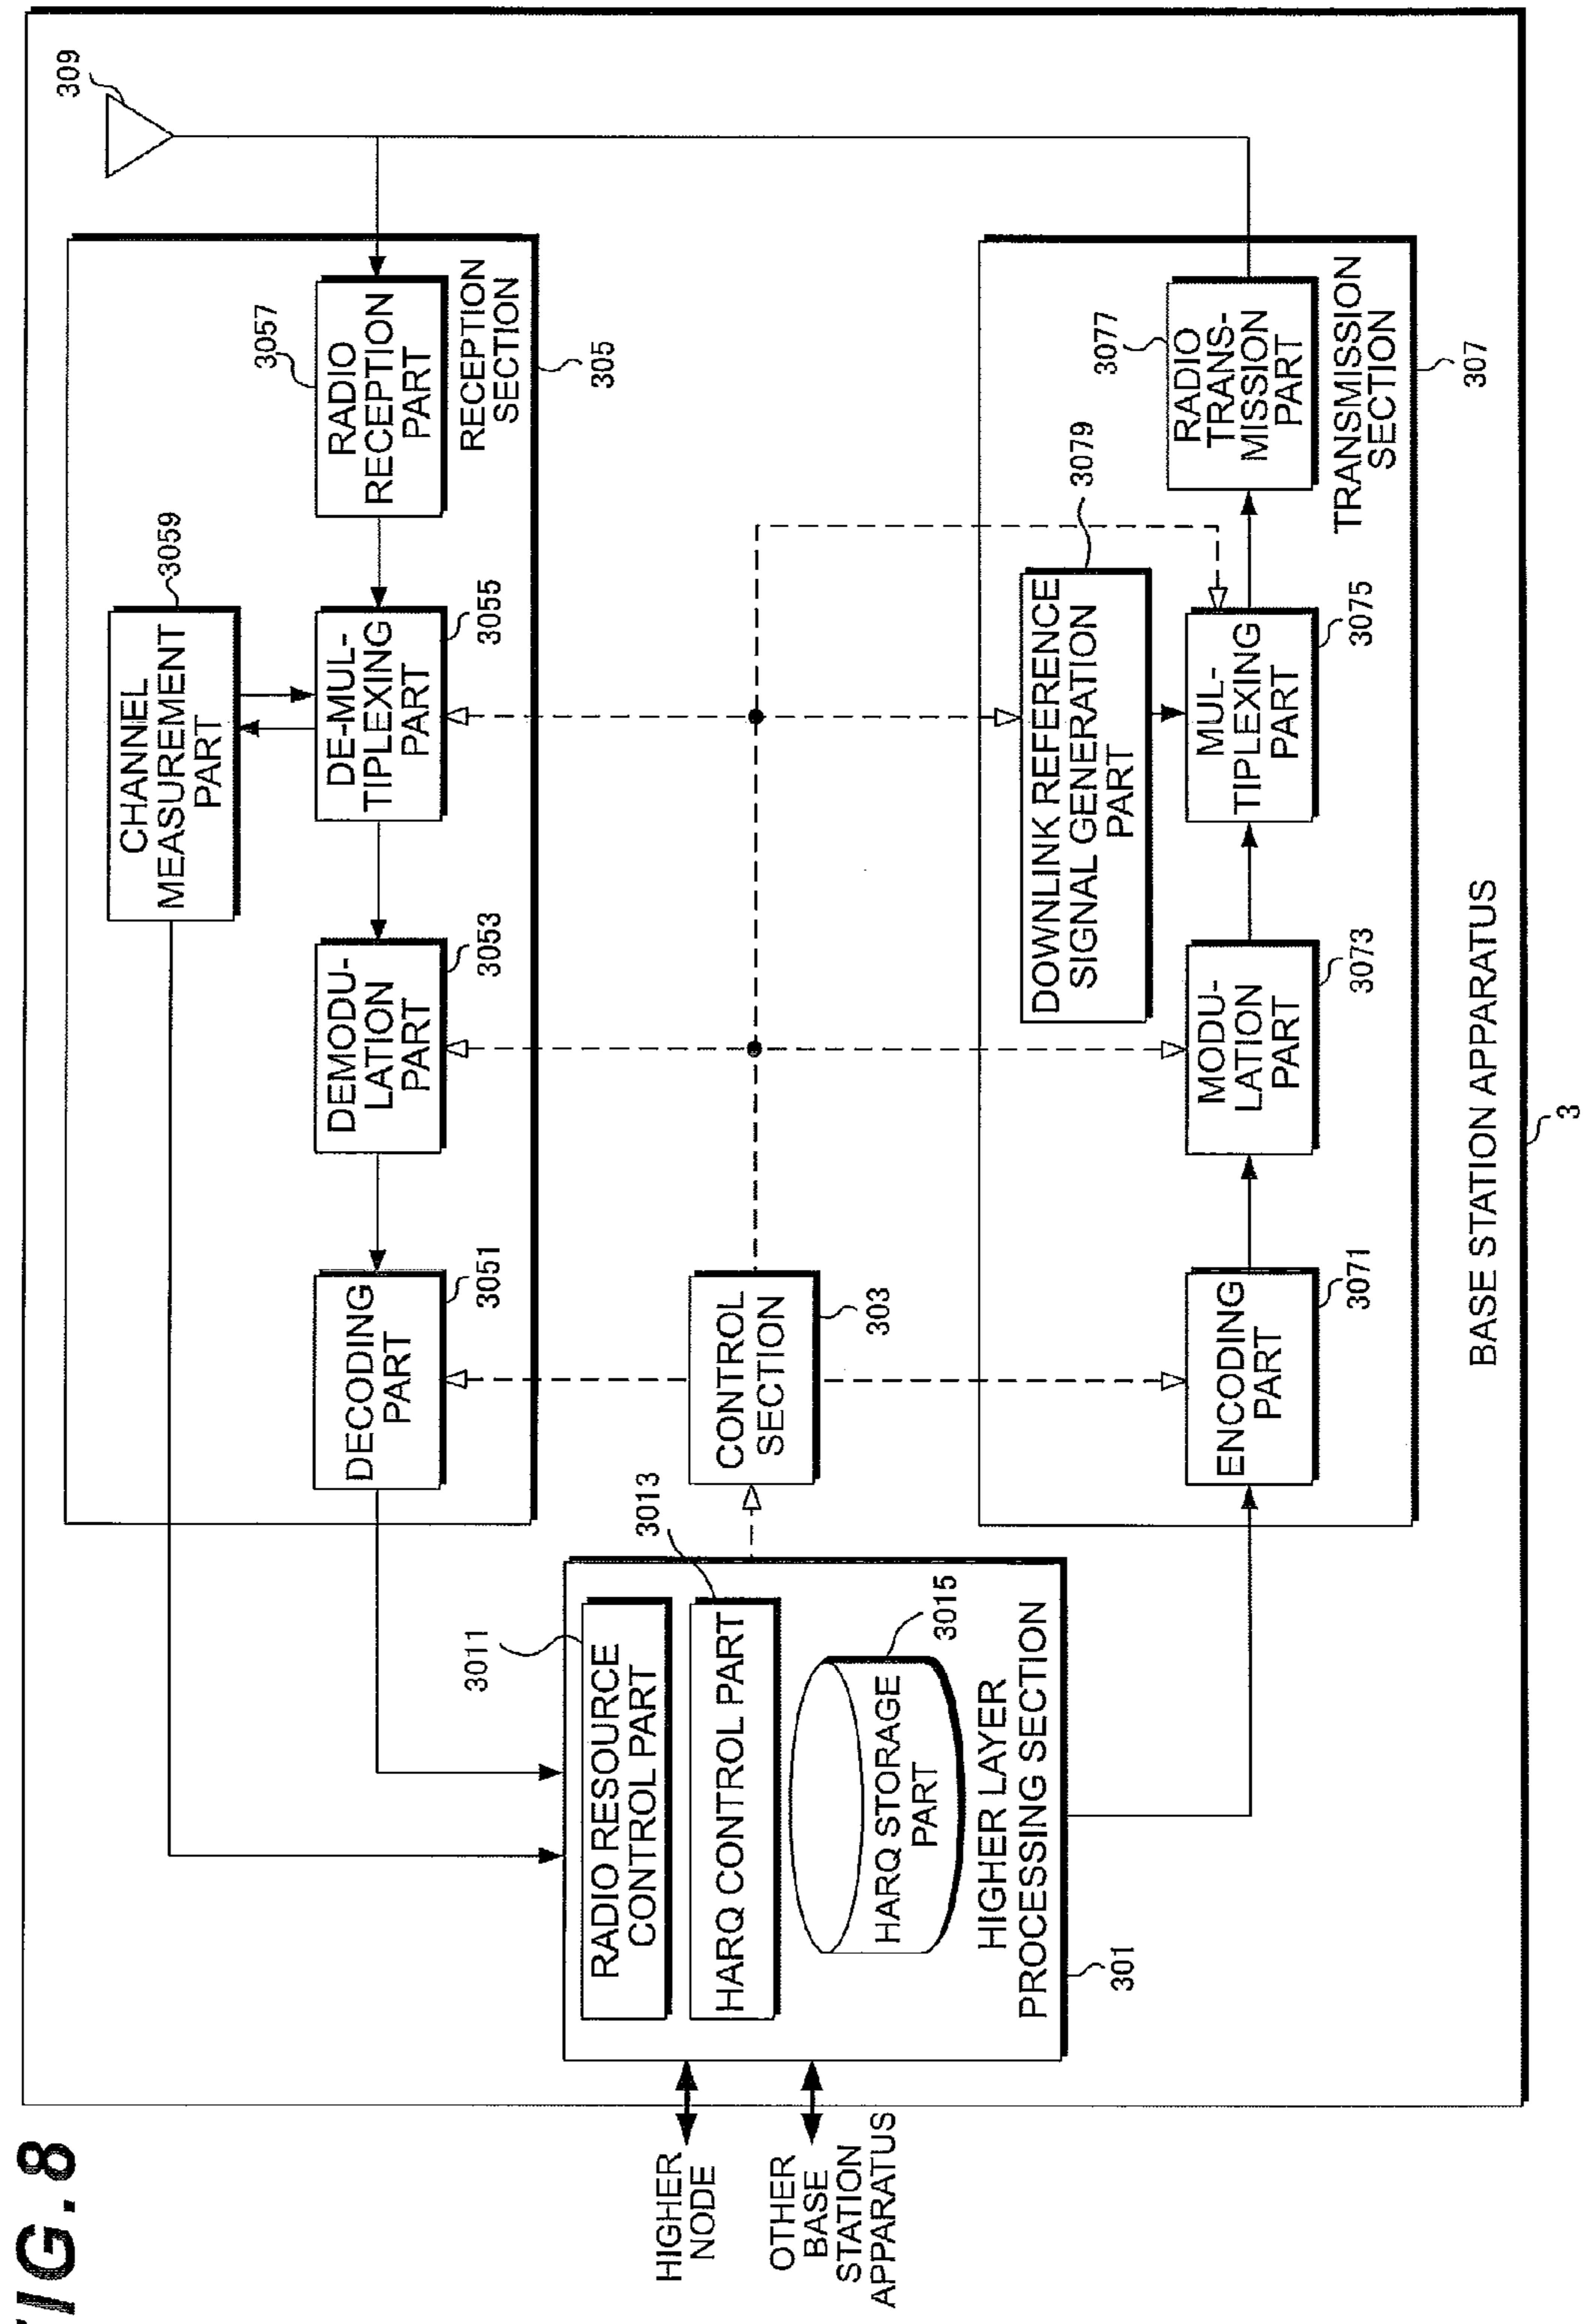 FIG. 8
309
3057
RADIO
RECEPTION
PART
RECEPTION
SECTION
305
3059
CHANNEL
MEASUREMENT
PART
DE-MUL-
TIPLEXING
PART
3055
DEMODU-
LATION
PART
3053
DECODING
PART
3051
CONTROL
SECTION
303
3011
RADIO RESOURCE
CONTROL PART
3013
HARQ CONTROL PART
HARQ STORAGE
PART
3015
HIGHER LAYER
PROCESSING SECTION
301
HIGHER
NODE
OTHER
BASE
STATION
APPARATUS
ENCODING
PART
3071
MODU-
LATION
PART
3073
DOWNLINK REFERENCE
SIGNAL GENERATION
PART
3079
MUL-
TIPLEXING
PART
3075
3077
RADIO
TRANS-
MISSION
PART
TRANSMISSION
SECTION
307
BASE STATION APPARATUS
3